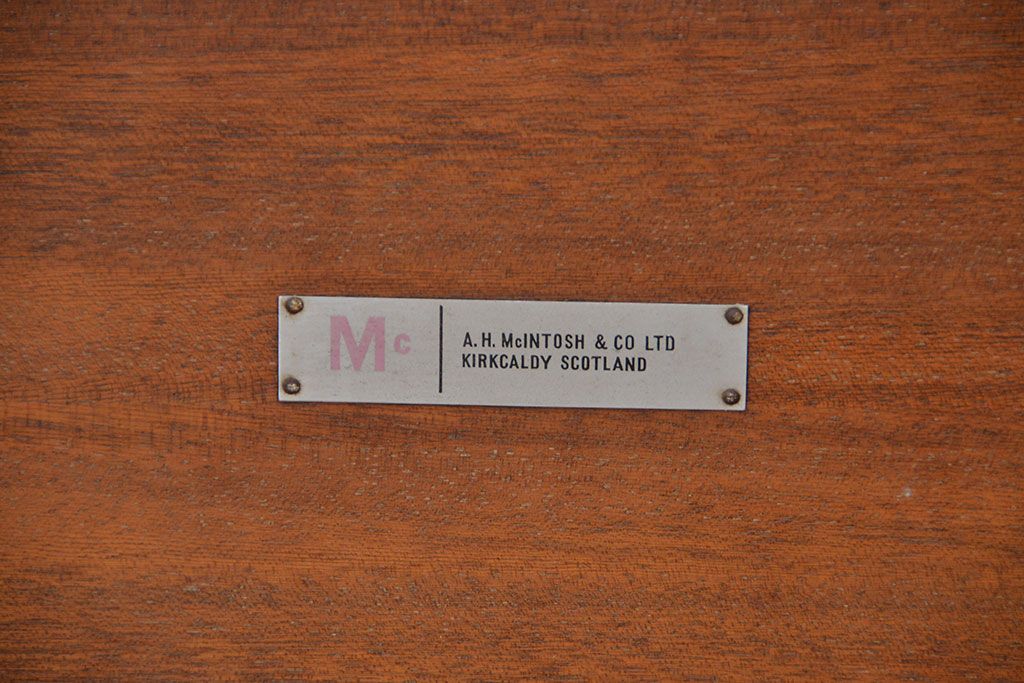 Mc
A. H. McINTOSH & CO LTD
KIRKCALDY SCOTLAND